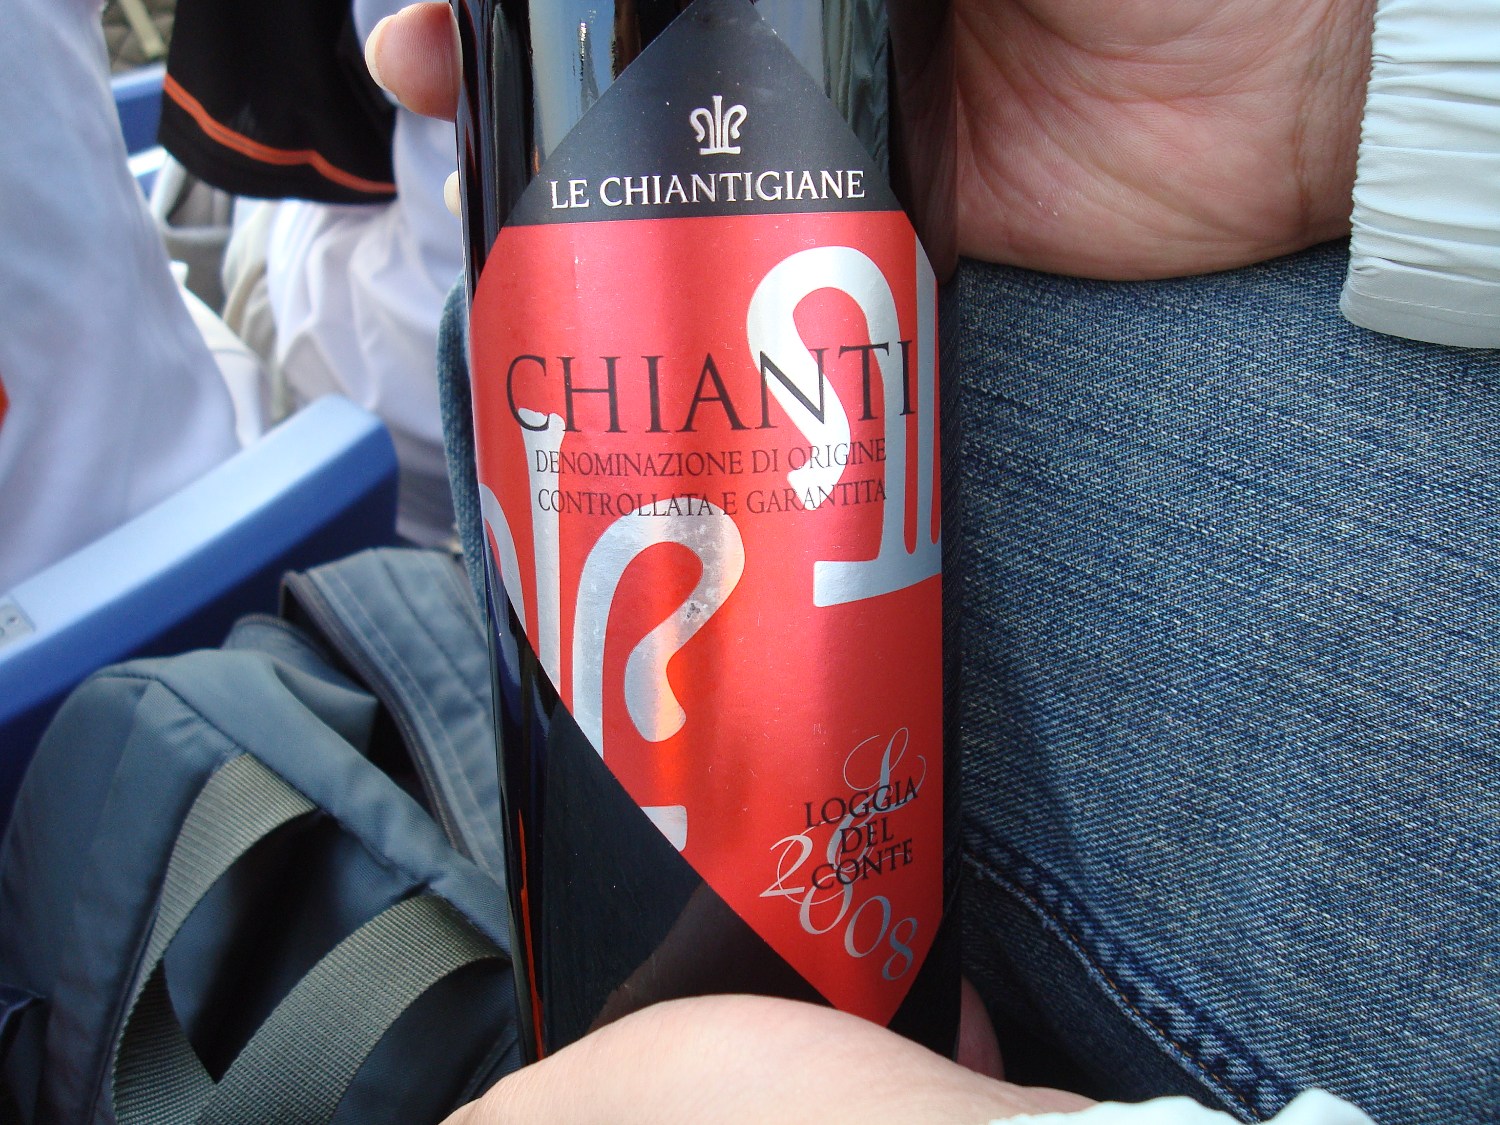 LE CHIANTIGIANE
CHIANTI
DENOMINAZIONE DI ORIGINE
CONTROLLATA E GARANTITA
LOGGIA
DEL
CONTE
2008